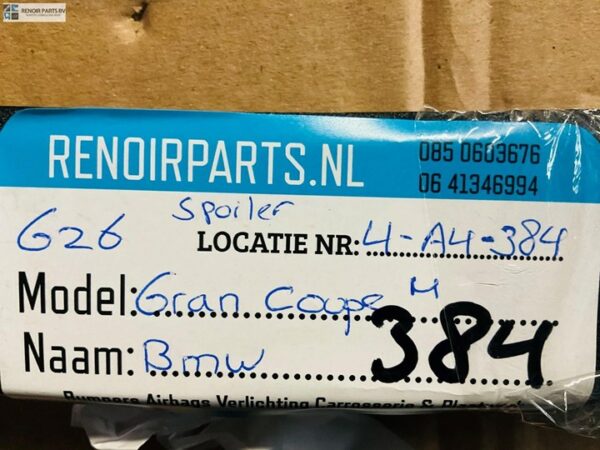 RENOIR PARTS BV
RENOIRPARTS.NL
085 0603676
06 41346994
Spoiler
G26
LOCATIE NR: 4-A4-384
Model: Gran Coupe M
384
Naam: Bmw
Bumpers Airbags Verlichting Carrosserie &